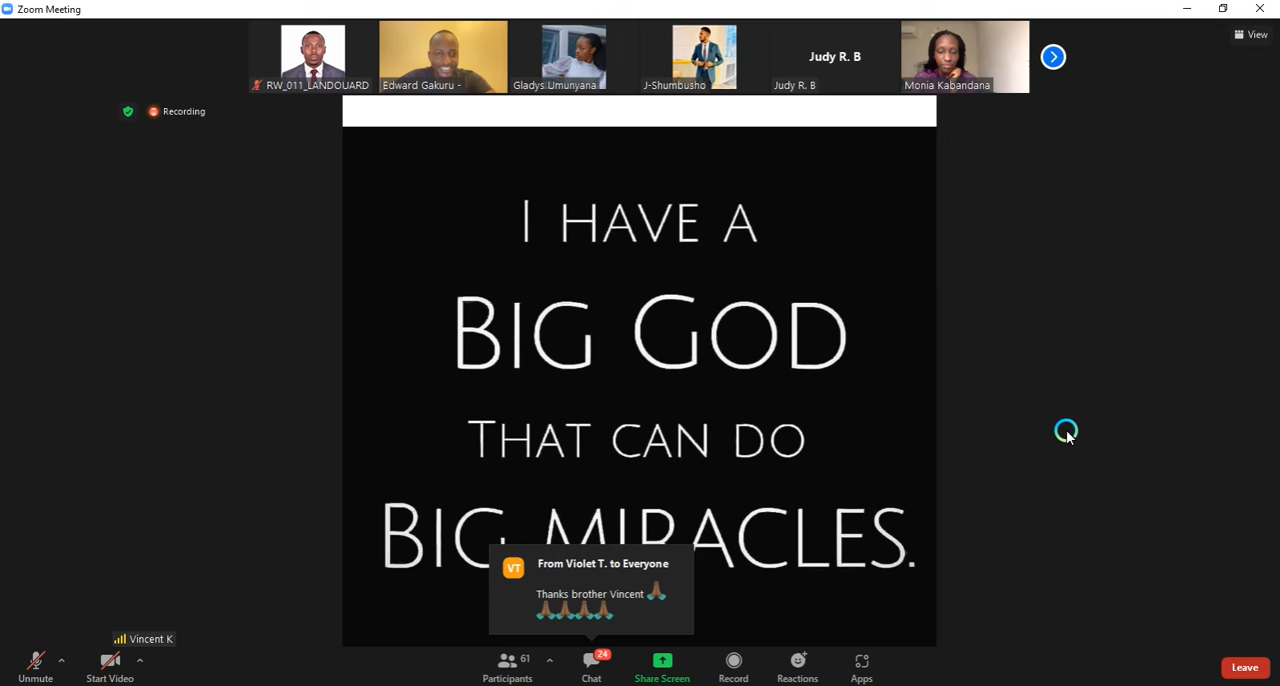 Zoom Meeting
View
RW_011_LANDOUARD
Edward Gakuru -
Gladys Umunyana
J-Shumbusho
Judy R. B
Judy R. B
Monia Kabandana
Recording
I HAVE A
BIG GOD
THAT CAN DO
BIG MIRACLES.
VT
From Violet T. to Everyone
Thanks brother Vincent 🙏🏾
🙏🏾🙏🏾🙏🏾🙏🏾
Vincent K
Unmute
Start Video
61
Participants
24
Chat
Share Screen
Record
Reactions
Apps
Leave